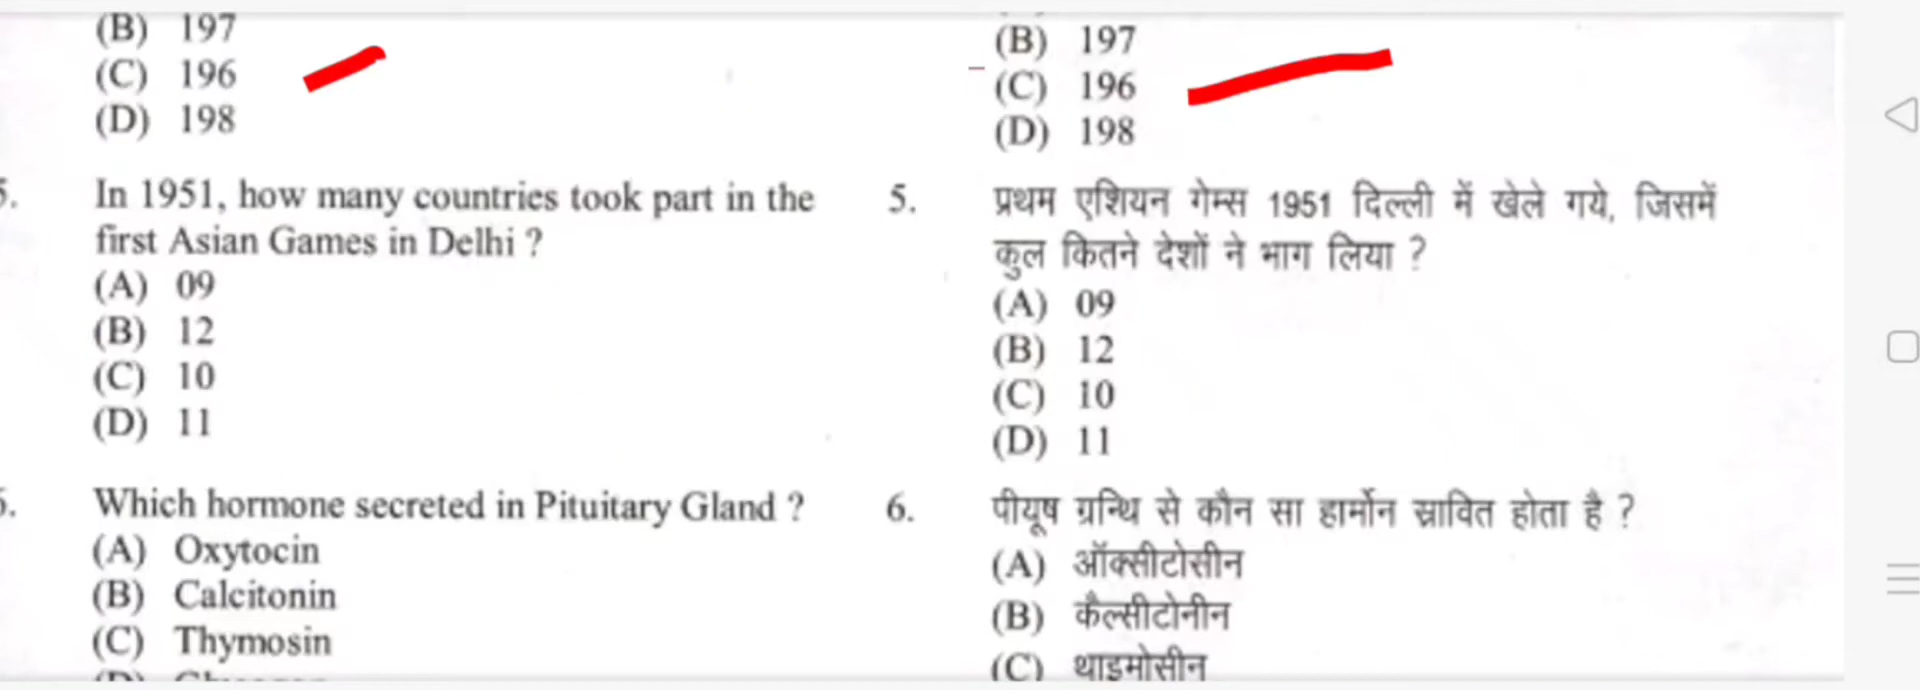 (B) 197
(C) 196
(D) 198
5. In 1951, how many countries took part in the
first Asian Games in Delhi ?
(A) 09
(B) 12
(C) 10
(D) 11
6. Which hormone secreted in Pituitary Gland ?
(A) Oxytocin
(B) Calcitonin
(C) Thymosin
(B) 197
(C) 196
(D) 198
5. प्रथम एशियन गेम्स 1951 दिल्ली में खेले गये, जिसमें
कुल कितने देशों ने भाग लिया ?
(A) 09
(B) 12
(C) 10
(D) 11
6. पीयूष ग्रन्थि से कौन सा हार्मोन स्रावित होता है ?
(A) ऑक्सीटोसीन
(B) कैल्सीटोनीन
(C) थाइमोसीन